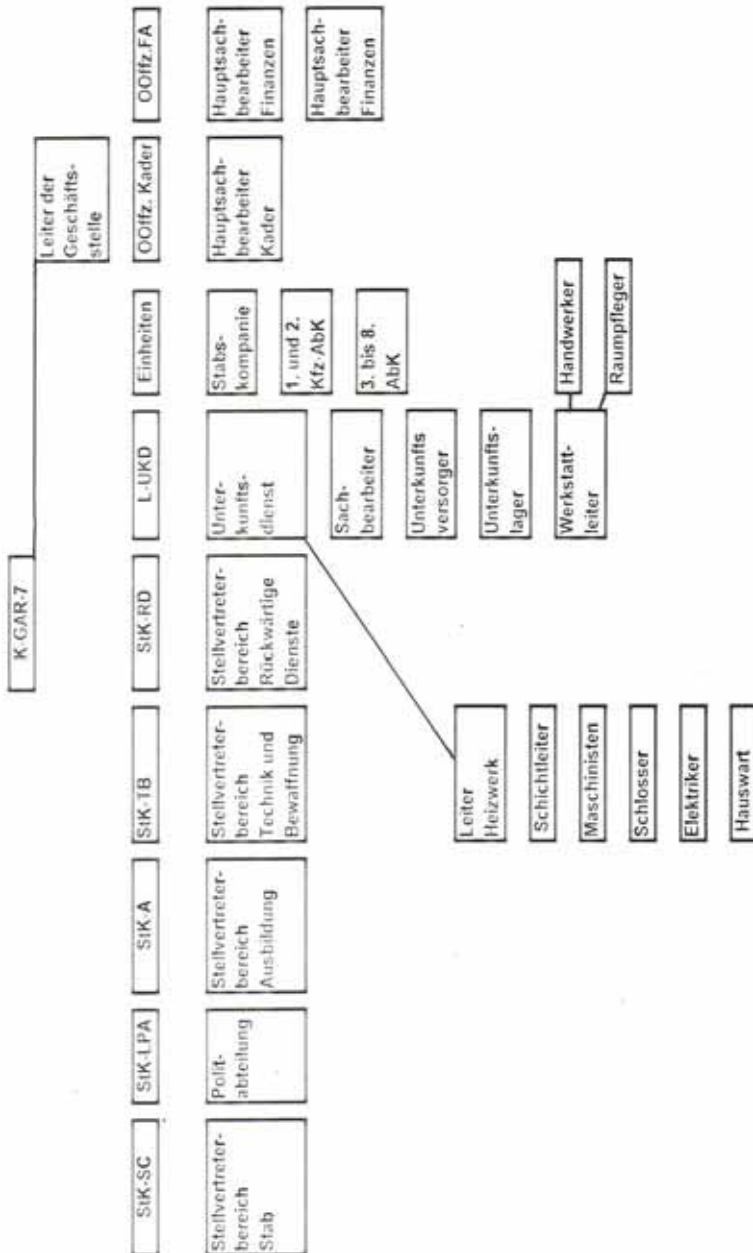 K-GAR-7
Leiter der
Geschäfts-
stelle
StK-SC
StK-LPA
StK-A
StK-TB
StK-RD
L-UKD
Einheiten
OOffz. Kader
OOffz.FA
Stellvertreter-
bereich
Stab
Polit-
abteilung
Stellvertreter-
bereich
Ausbildung
Stellvertreter-
bereich
Technik und
Bewaffnung
Stellvertreter-
bereich
Rückwärtige
Dienste
Unter-
kunfts-
dienst
Stabs-
kompanie
Hauptsach-
bearbeiter
Kader
Hauptsach-
bearbeiter
Finanzen
1. und 2.
Kfz-AbK
Hauptsach-
bearbeiter
Finanzen
Sach-
bearbeiter
3. bis 8.
AbK
Unterkunfts
versorger
Unterkunfts-
lager
Leiter
Heizwerk
Schichtleiter
Maschinisten
Schlosser
Elektriker
Hauswart
Werkstatt-
leiter
Handwerker
Raumpfleger